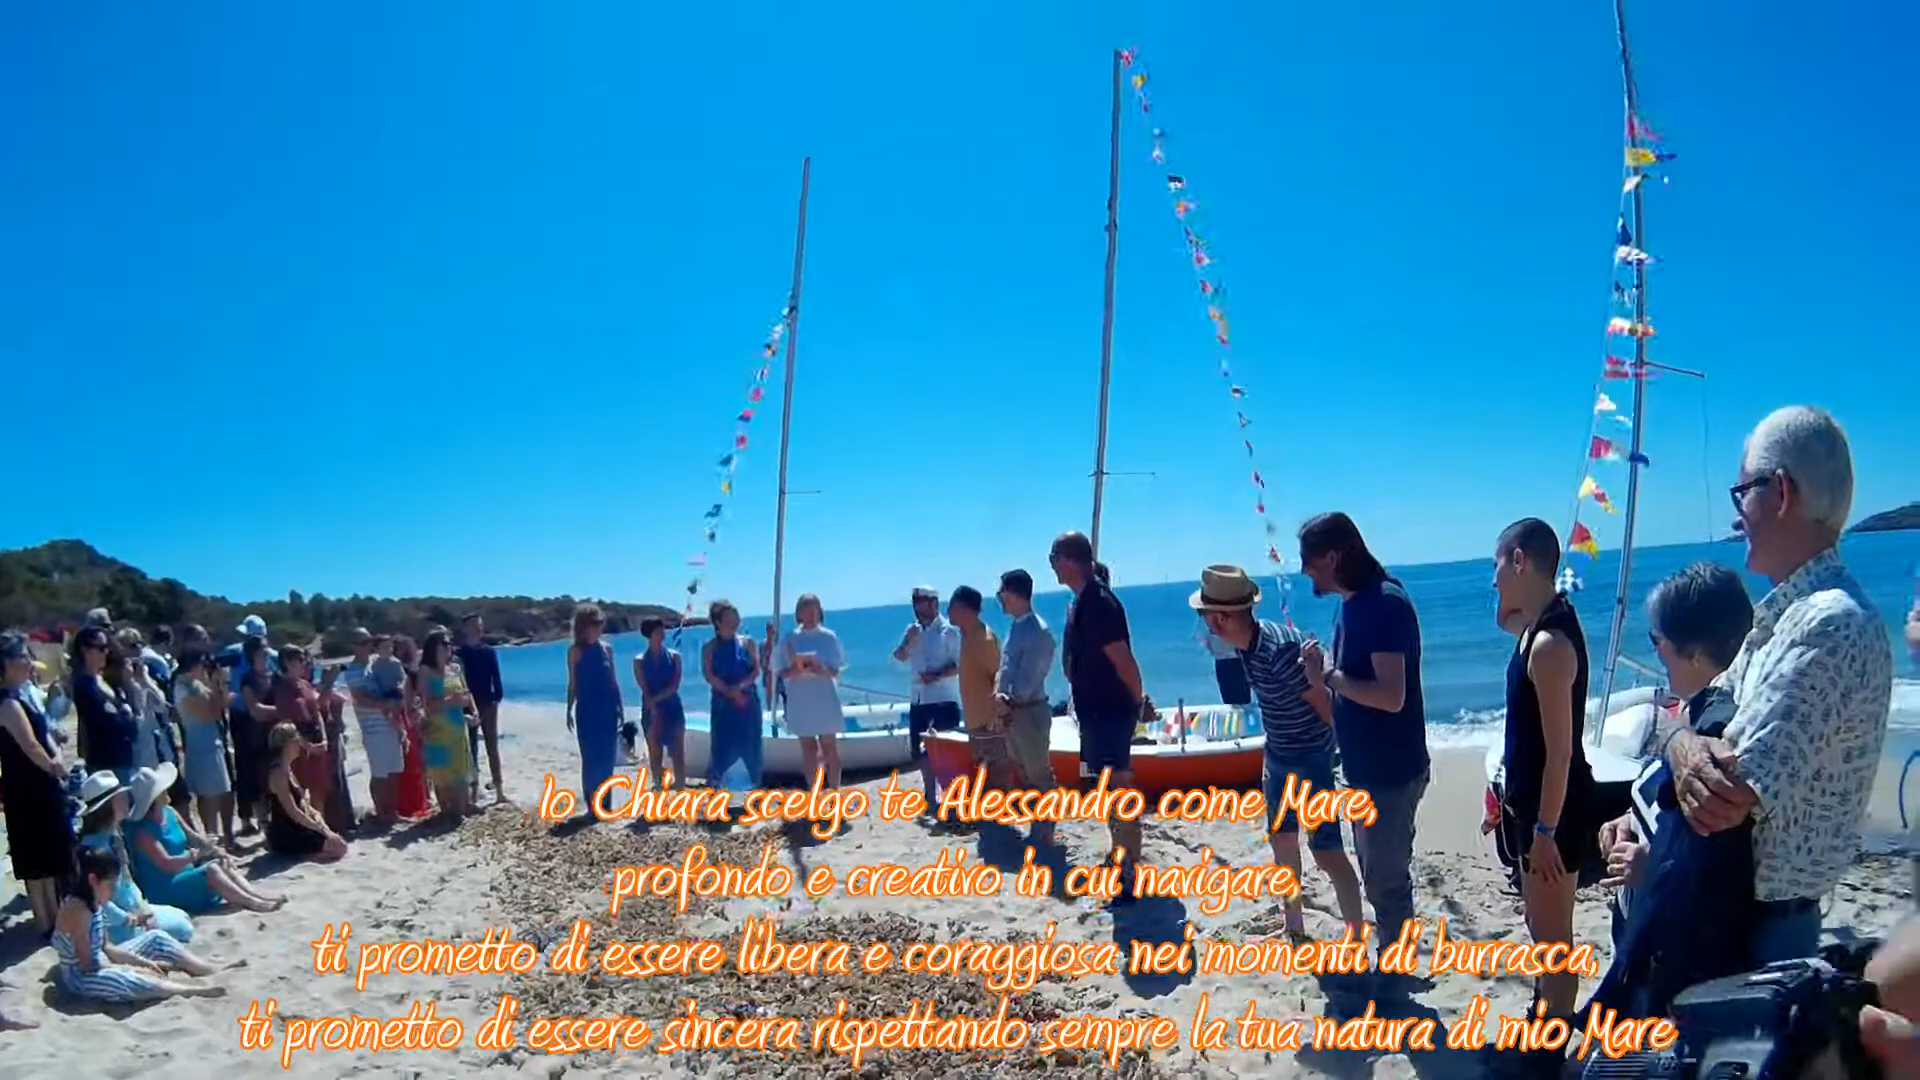 Io Chiara scelgo te Alessandro come Mare,
profondo e creativo in cui navigare,
ti prometto di essere libera e coraggiosa nei momenti di burrasca,
ti prometto di essere sincera rispettando sempre la tua natura di mio Mare